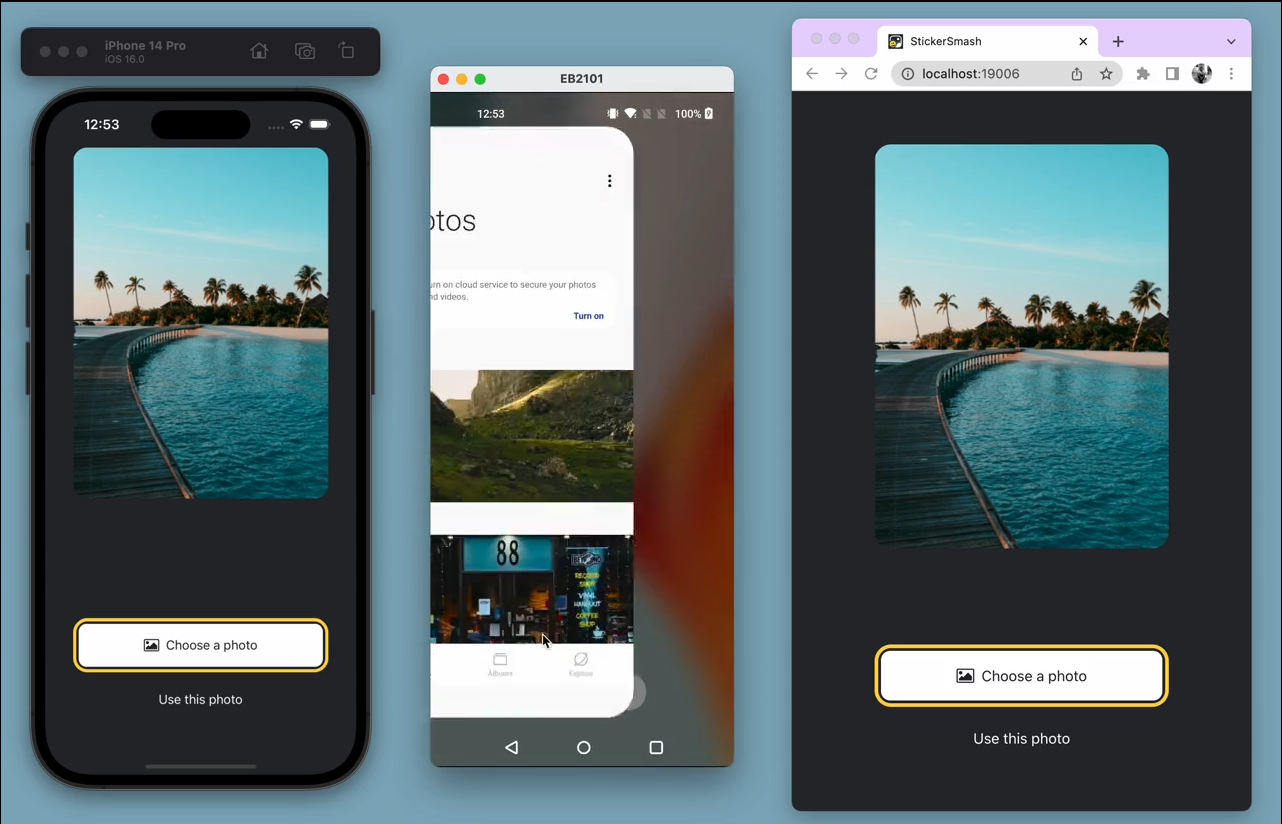 iPhone 14 Pro
iOS 16.0
12:53
Choose a photo
Use this photo
EB2101
12:53
100%
otos
urn on cloud service to secure your photos
nd videos.
Turn on
88
RECORD
SHOP
VINYL
HANGOUT
COFFEE
SHOP
Albums
Explore
StickerSmash
localhost:19006
Choose a photo
Use this photo